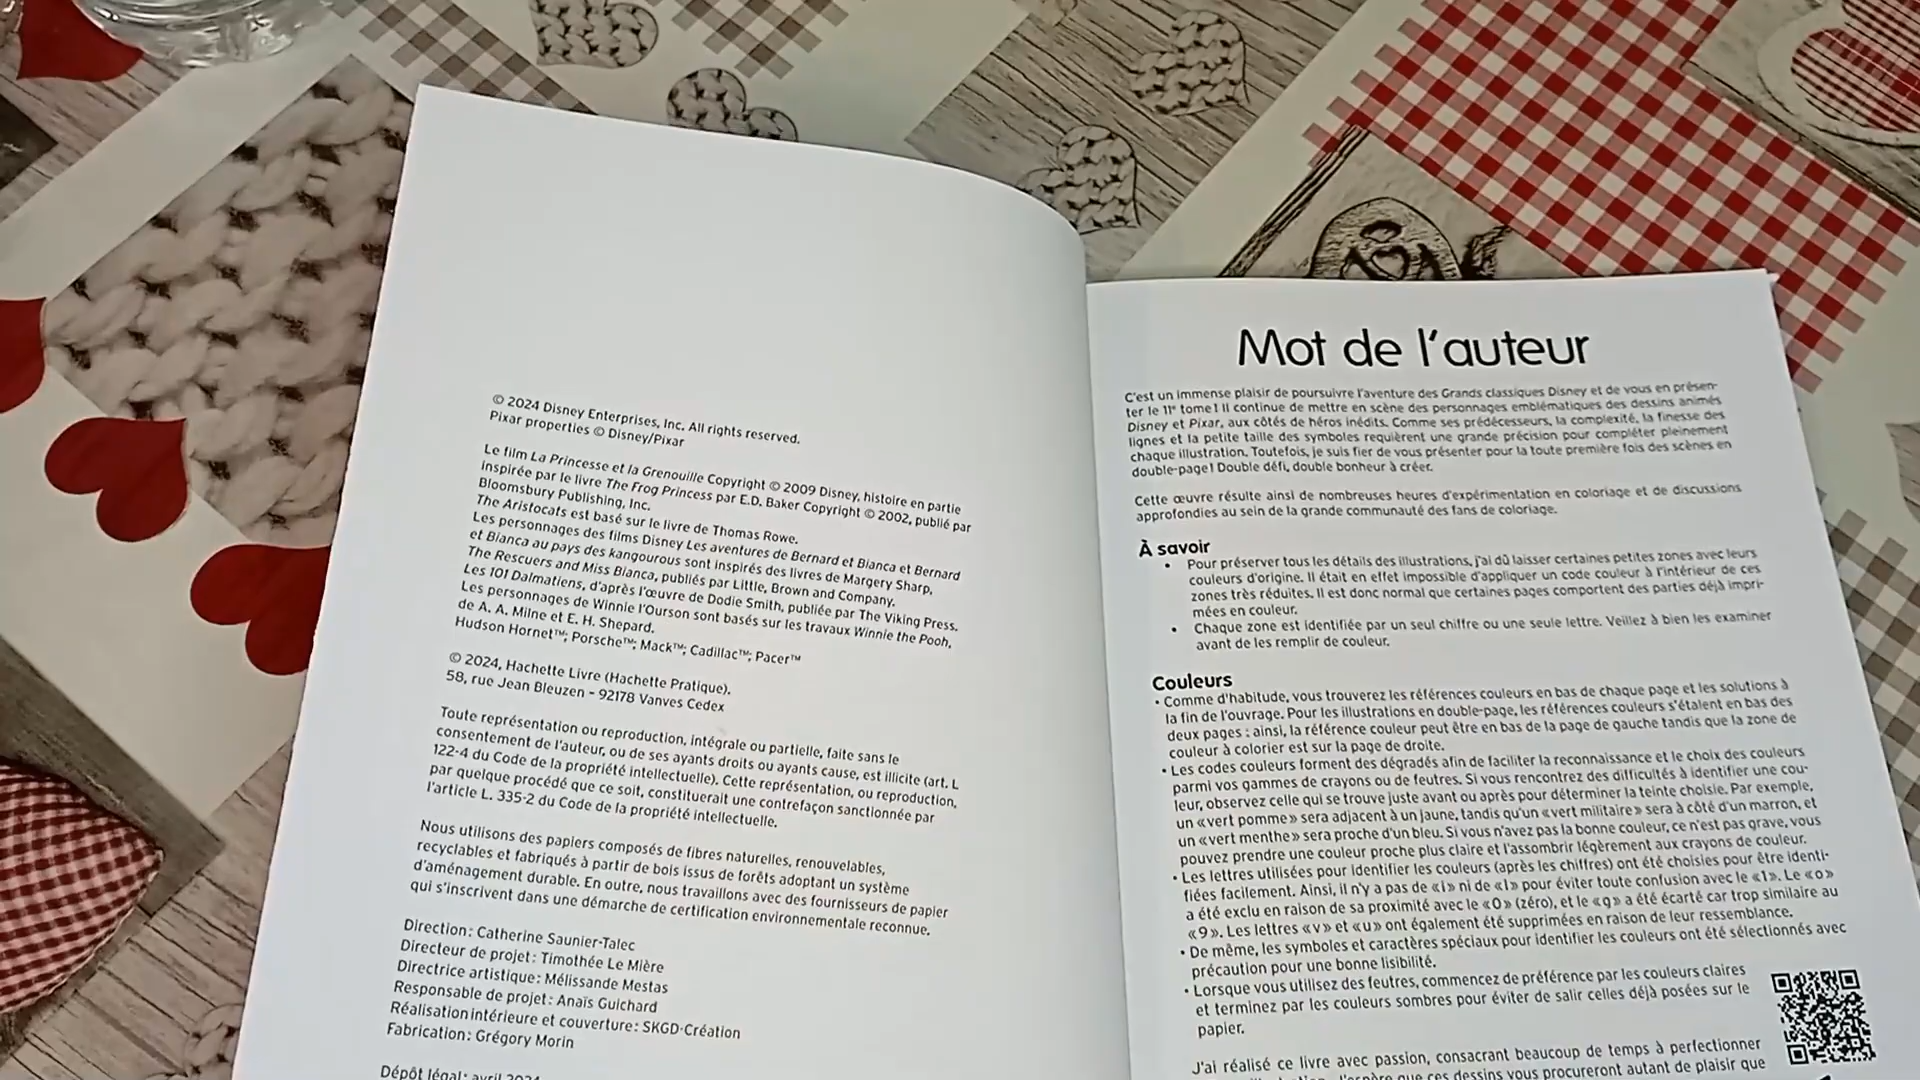 © 2024 Disney Enterprises, Inc. All rights reserved.
Pixar properties © Disney/Pixar
Le film La Princesse et la Grenouille Copyright © 2009 Disney, histoire en partie
inspirée par le livre The Frog Princess par E.D. Baker Copyright © 2002, publié par
Bloomsbury Publishing, Inc.
The Aristocats est basé sur le livre de Thomas Rowe.
Les personnages des films Disney Les aventures de Bernard et Bianca et Bernard
et Bianca au pays des kangourous sont inspirés des livres de Margery Sharp,
The Rescuers and Miss Bianca, publiés par Little, Brown and Company.
Les 101 Dalmatiens, d'après l'œuvre de Dodie Smith, publiée par The Viking Press.
Les personnages de Winnie l'Ourson sont basés sur les travaux Winnie the Pooh,
de A. A. Milne et E. H. Shepard.
Hudson Hornet™; Porsche™; Mack™; Cadillac™; Pacer™
© 2024, Hachette Livre (Hachette Pratique).
58, rue Jean Bleuzen – 92178 Vanves Cedex
Toute représentation ou reproduction, intégrale ou partielle, faite sans le
consentement de l'auteur, ou de ses ayants droits ou ayants cause, est illicite (art. L
122-4 du Code de la propriété intellectuelle). Cette représentation, ou reproduction,
par quelque procédé que ce soit, constituerait une contrefaçon sanctionnée par
l'article L. 335-2 du Code de la propriété intellectuelle.
Nous utilisons des papiers composés de fibres naturelles, renouvelables,
recyclables et fabriqués à partir de bois issus de forêts adoptant un système
d'aménagement durable. En outre, nous travaillons avec des fournisseurs de papier
qui s'inscrivent dans une démarche de certification environnementale reconnue.
Direction : Catherine Saunier-Talec
Directeur de projet : Timothée Le Mière
Directrice artistique : Mélissande Mestas
Responsable de projet : Anaïs Guichard
Réalisation intérieure et couverture : SKGD-Création
Fabrication : Grégory Morin
Dépôt légal : avril 2024
Mot de l'auteur
C'est un immense plaisir de poursuivre l'aventure des Grands classiques Disney et de vous en présen-
ter le 11e tome ! Il continue de mettre en scène des personnages emblématiques des dessins animés
Disney et Pixar, aux côtés de héros inédits. Comme ses prédécesseurs, la complexité, la finesse des
lignes et la petite taille des symboles requièrent une grande précision pour compléter pleinement
chaque illustration. Toutefois, je suis fier de vous présenter pour la toute première fois des scènes en
double-page ! Double défi, double bonheur à créer.
Cette œuvre résulte ainsi de nombreuses heures d'expérimentation en coloriage et de discussions
approfondies au sein de la grande communauté des fans de coloriage.
À savoir
• Pour préserver tous les détails des illustrations, j'ai dû laisser certaines petites zones avec leurs
couleurs d'origine. Il était en effet impossible d'appliquer un code couleur à l'intérieur de ces
zones très réduites. Il est donc normal que certaines pages comportent des parties déjà impri-
mées en couleur.
• Chaque zone est identifiée par un seul chiffre ou une seule lettre. Veillez à bien les examiner
avant de les remplir de couleur.
Couleurs
• Comme d'habitude, vous trouverez les références couleurs en bas de chaque page et les solutions à
la fin de l'ouvrage. Pour les illustrations en double-page, les références couleurs s'étalent en bas des
deux pages : ainsi, la référence couleur peut être en bas de la page de gauche tandis que la zone de
couleur à colorier est sur la page de droite.
• Les codes couleurs forment des dégradés afin de faciliter la reconnaissance et le choix des couleurs
parmi vos gammes de crayons ou de feutres. Si vous rencontrez des difficultés à identifier une cou-
leur, observez celle qui se trouve juste avant ou après pour déterminer la teinte choisie. Par exemple,
un «vert pomme» sera adjacent à un jaune, tandis qu'un «vert militaire» sera à côté d'un marron, et
un «vert menthe» sera proche d'un bleu. Si vous n'avez pas la bonne couleur, ce n'est pas grave, vous
pouvez prendre une couleur proche plus claire et l'assombrir légèrement aux crayons de couleur.
• Les lettres utilisées pour identifier les couleurs (après les chiffres) ont été choisies pour être identi-
fiées facilement. Ainsi, il n'y a pas de «i» ni de «l» pour éviter toute confusion avec le «1». Le «o»
a été exclu en raison de sa proximité avec le «0» (zéro), et le «g» a été écarté car trop similaire au
«9». Les lettres «v» et «u» ont également été supprimées en raison de leur ressemblance.
• De même, les symboles et caractères spéciaux pour identifier les couleurs ont été sélectionnés avec
précaution pour une bonne lisibilité.
• Lorsque vous utilisez des feutres, commencez de préférence par les couleurs claires
et terminez par les couleurs sombres pour éviter de salir celles déjà posées sur le
papier.
J'ai réalisé ce livre avec passion, consacrant beaucoup de temps à perfectionner
que ces dessins vous procureront autant de plaisir que